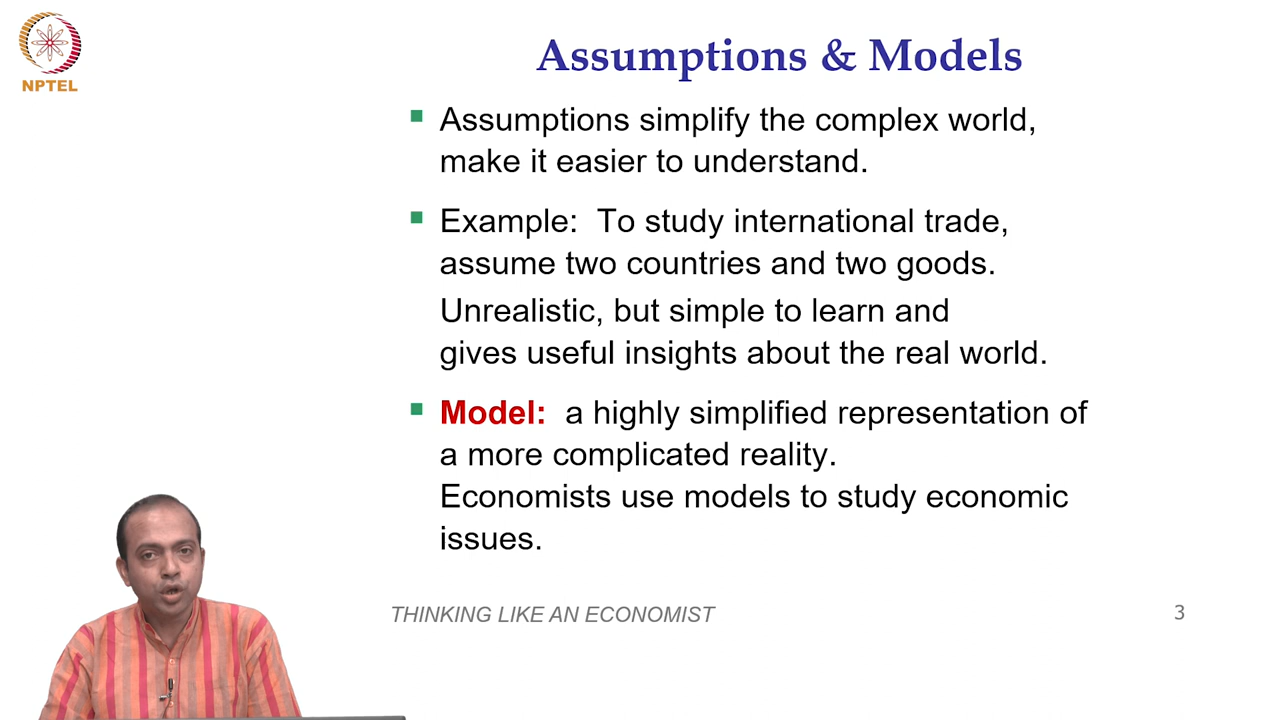 NPTEL
Assumptions & Models
Assumptions simplify the complex world,
make it easier to understand.
Example: To study international trade,
assume two countries and two goods.
Unrealistic, but simple to learn and
gives useful insights about the real world.
Model: a highly simplified representation of
a more complicated reality.
Economists use models to study economic
issues.
THINKING LIKE AN ECONOMIST
3